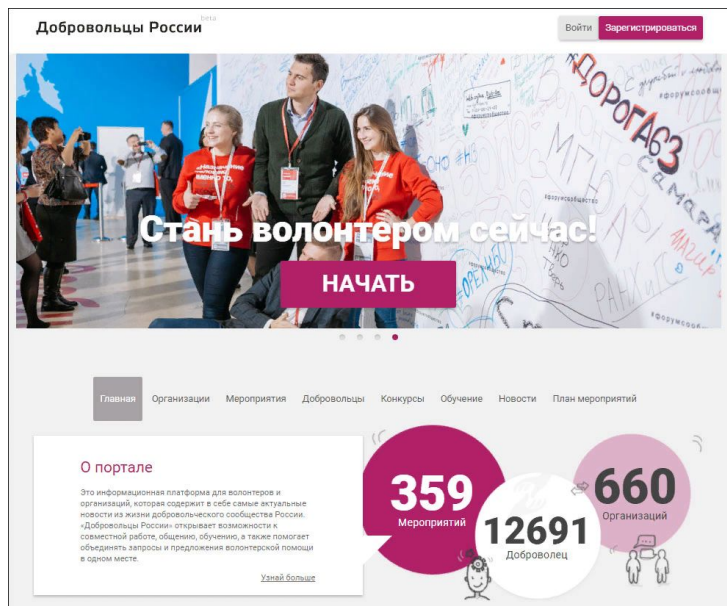 Добровольцы России beta
Войти Зарегистрироваться
#ДОРОГАБЗ
САМАРА
#форумсообщество
Стань волонтером сейчас!
НАЧАТЬ
Главная Организации Мероприятия Добровольцы Конкурсы Обучение Новости План мероприятий
О портале
Это информационная платформа для волонтеров и
организаций, которая содержит в себе самые актуальные
новости из жизни добровольческого сообщества России.
«Добровольцы России» открывает возможности к
совместной работе, общению, обучению, а также помогает
объединять запросы и предложения волонтерской помощи
в одном месте.
Узнай больше
359
Мероприятий
12691
Доброволец
660
Организаций